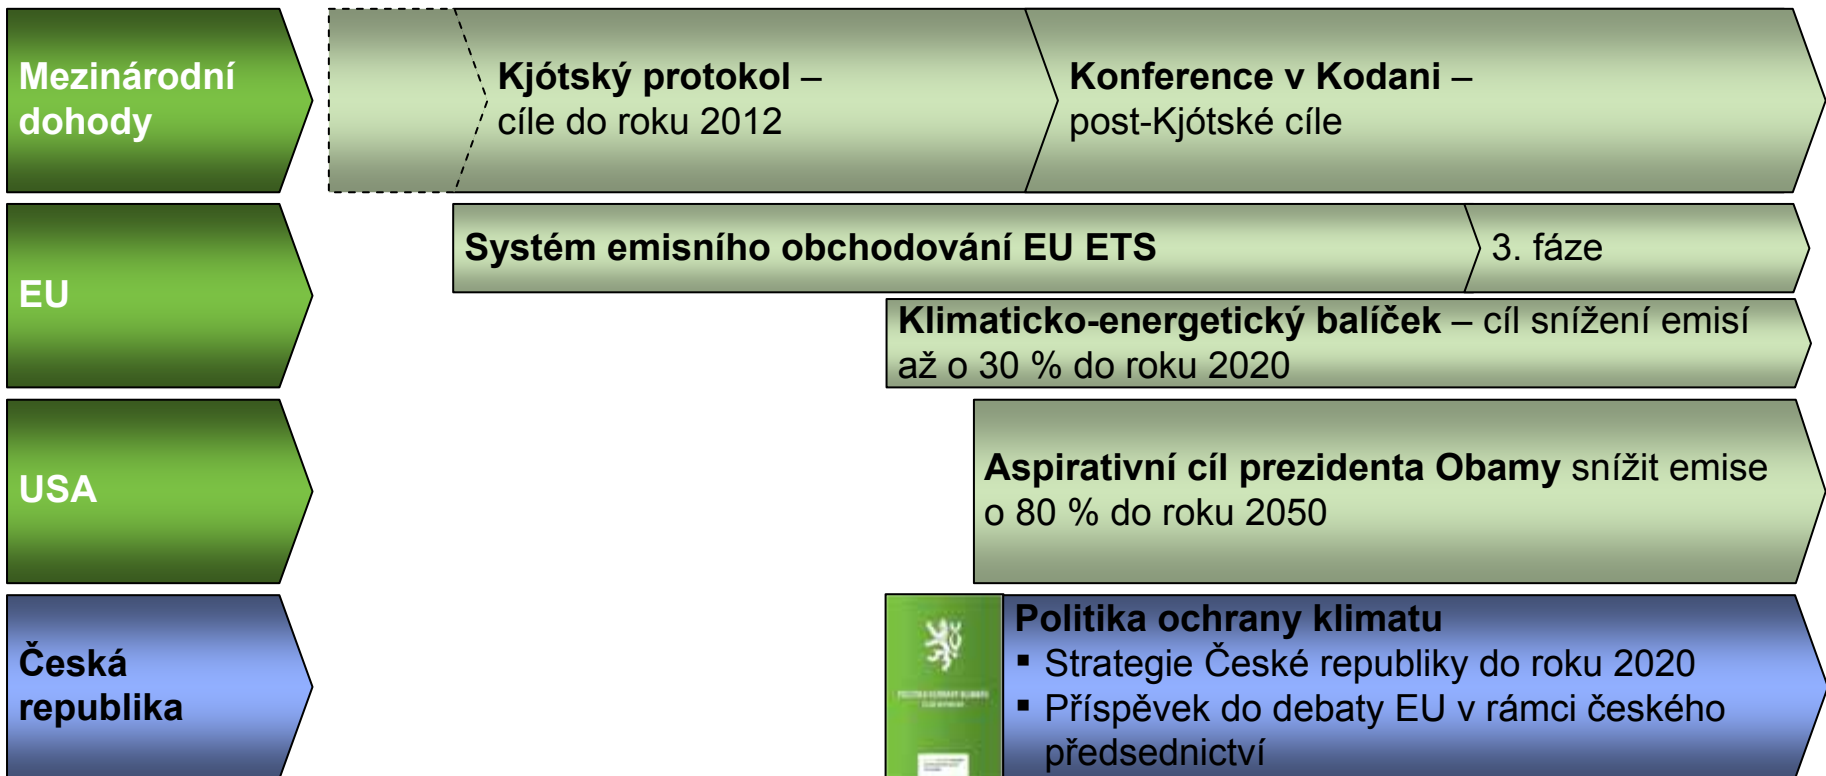 Mezinárodní
dohody
Kjótský protokol –
cíle do roku 2012
Konference v Kodani –
post-Kjótské cíle
EU
Systém emisního obchodování EU ETS
3. fáze
Klimaticko-energetický balíček – cíl snížení emisí
až o 30 % do roku 2020
USA
Aspirativní cíl prezidenta Obamy snížit emise
o 80 % do roku 2050
Česká
republika
POLITIKA OCHRANY KLIMATU
Politika ochrany klimatu
▪ Strategie České republiky do roku 2020
▪ Příspěvek do debaty EU v rámci českého
předsednictví